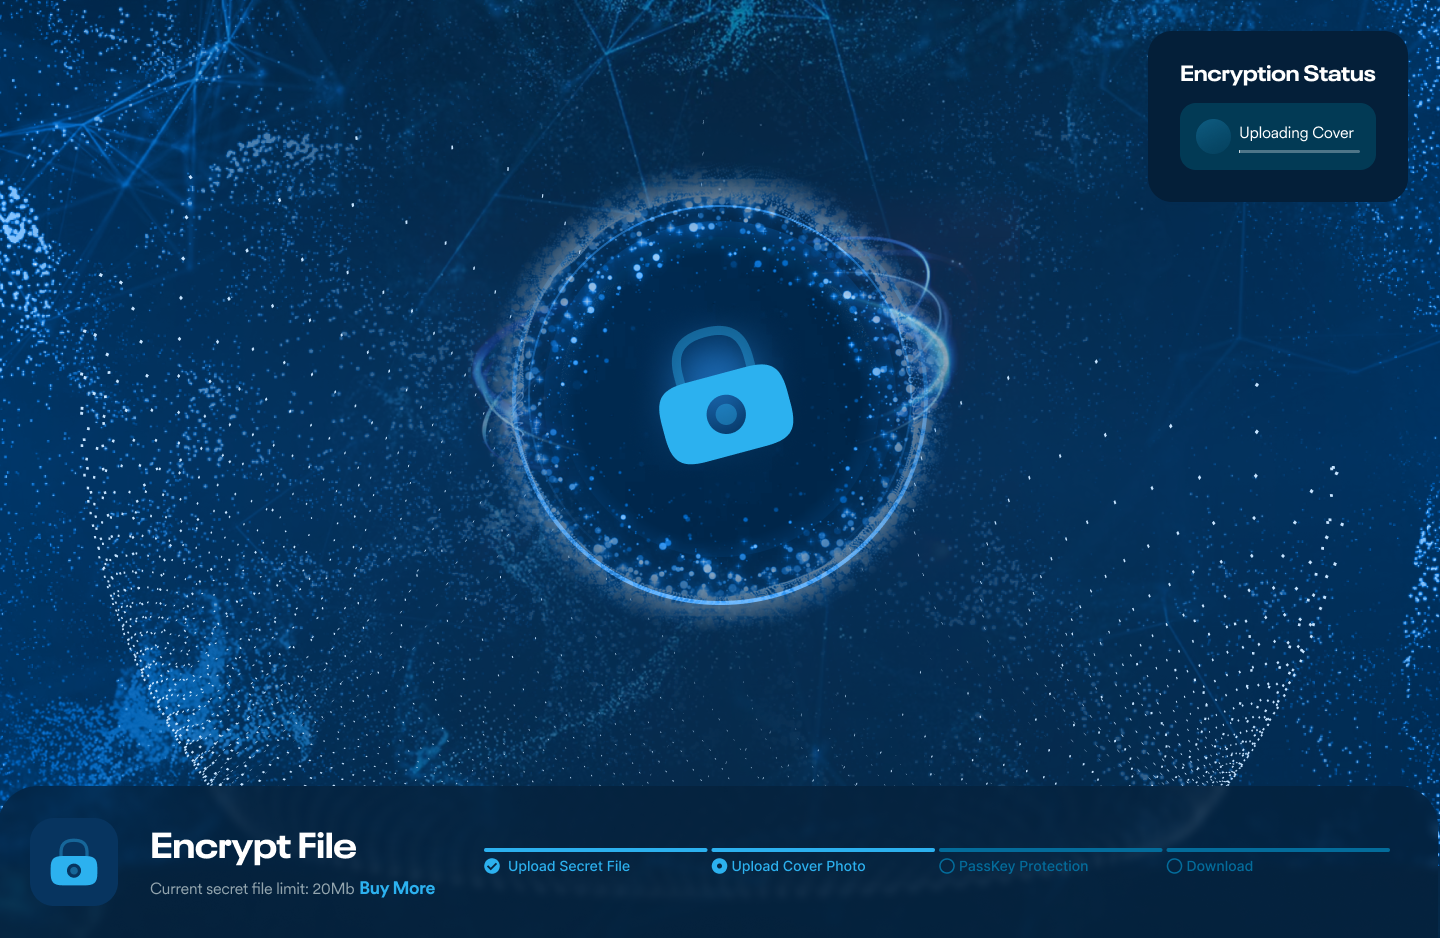 Encryption Status
Uploading Cover
Encrypt File
Current secret file limit: 20Mb Buy More
Upload Secret File
Upload Cover Photo
PassKey Protection
Download